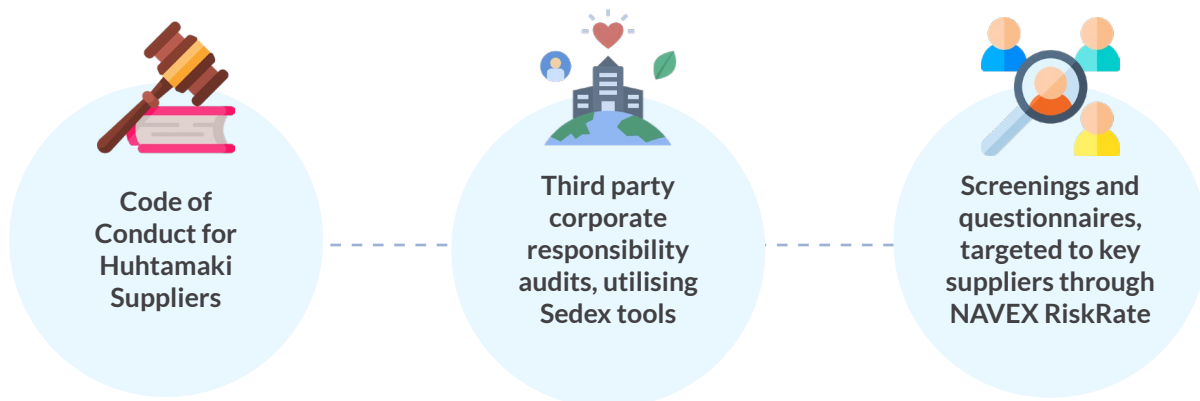 Code of
Conduct for
Huhtamaki
Suppliers
Third party
corporate
responsibility
audits, utilising
Sedex tools
Screenings and
questionnaires,
targeted to key
suppliers through
NAVEX RiskRate